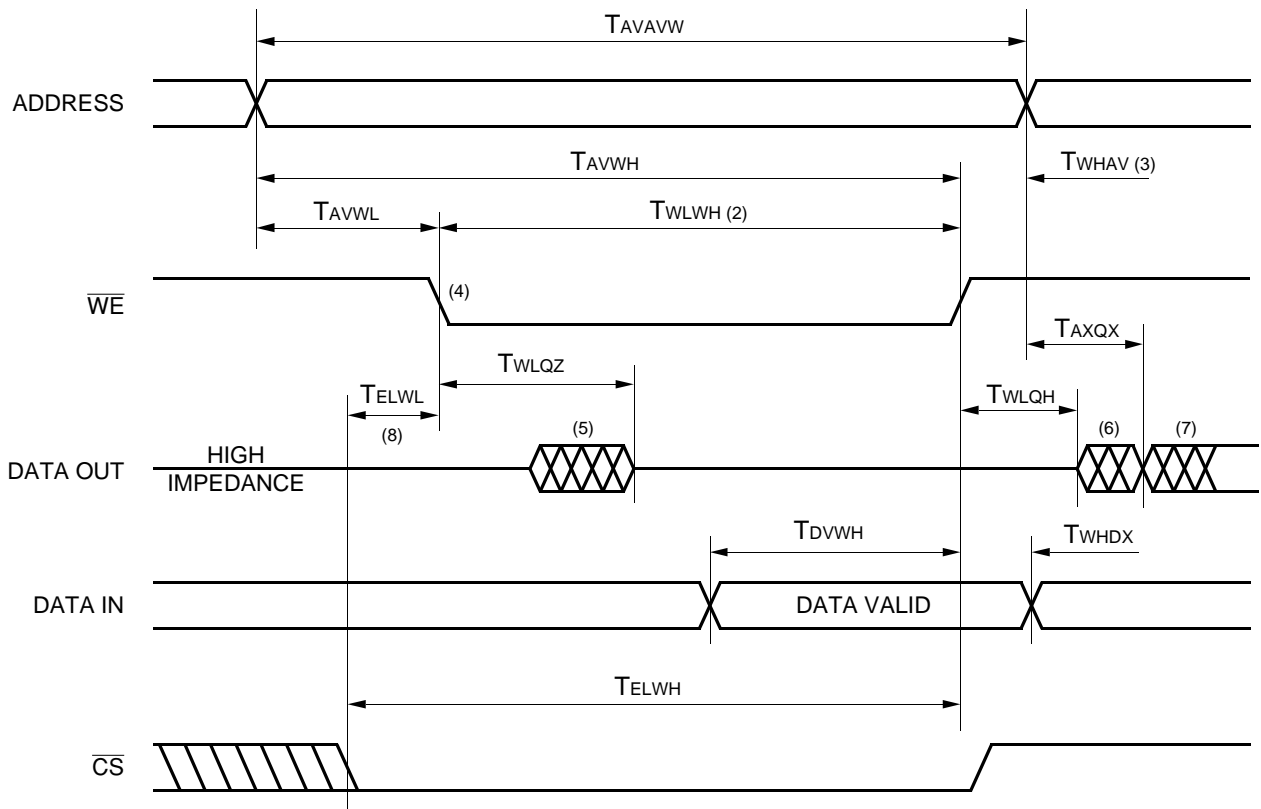 TAVAVW
ADDRESS
TAVWH
TWHAV (3)
TAVWL
TWLWH (2)
WE
(4)
TAXQX
TWLQZ
TELWL
TWLQH
(8)
(5)
(6)
(7)
DATA OUT
HIGH
IMPEDANCE
TDVWH
TWHDX
DATA IN
DATA VALID
TELWH
CS